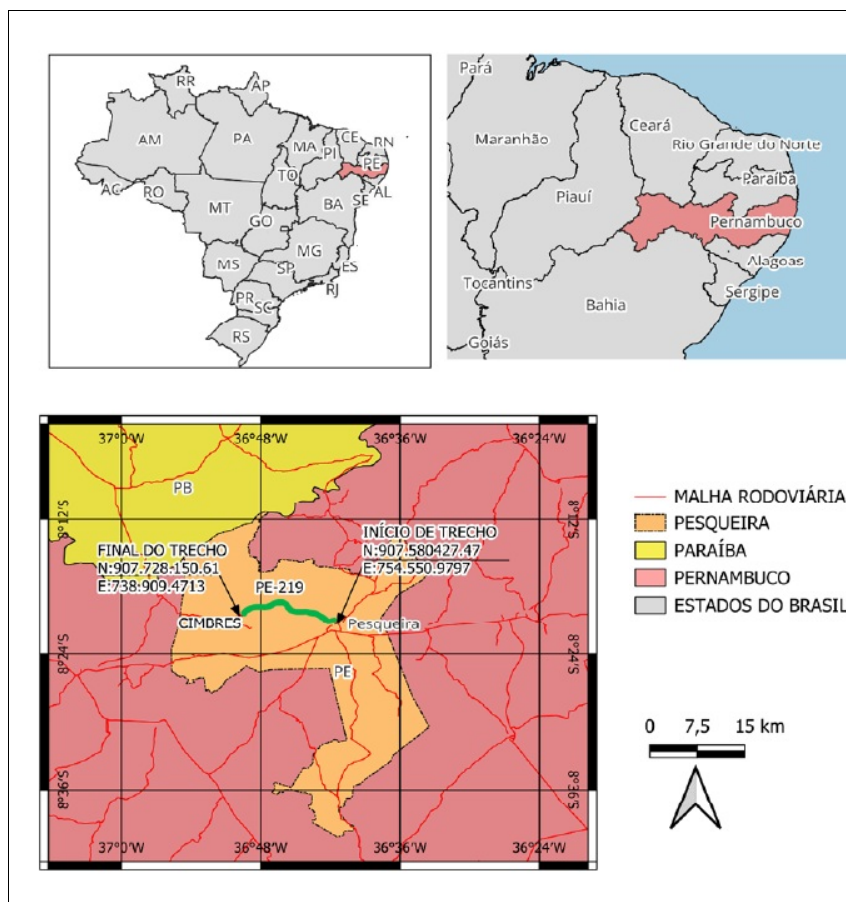 RR
AP
AM
PA
MA
CE
RN
PI
PE
AC
RO
TO
AL
SE
BA
MT
GO
MG
MS
SP
ES
RJ
PR
SC
RS
Pará
Maranhão
Ceará
Rio Grande do Norte
Paraíba
Piauí
Pernambuco
Alagoas
Sergipe
Tocantins
Bahia
Goiás
37°0'W
36°48'W
36°36'W
36°24'W
PB
8°12'S
8°12'S
INÍCIO DE TRECHO
N:907.580427.47
E:754.550.9797
FINAL DO TRECHO
N:907.728-150.61
E:738:909.4713
PE-219
CIMBRES
Pesqueira
8°24'S
8°24'S
PE
8°36'S
8°36'S
37°0'W
36°48'W
36°36'W
36°24'W
MALHA RODOVIÁRIA
PESQUEIRA
PARAÍBA
PERNAMBUCO
ESTADOS DO BRASIL
0 7,5 15 km